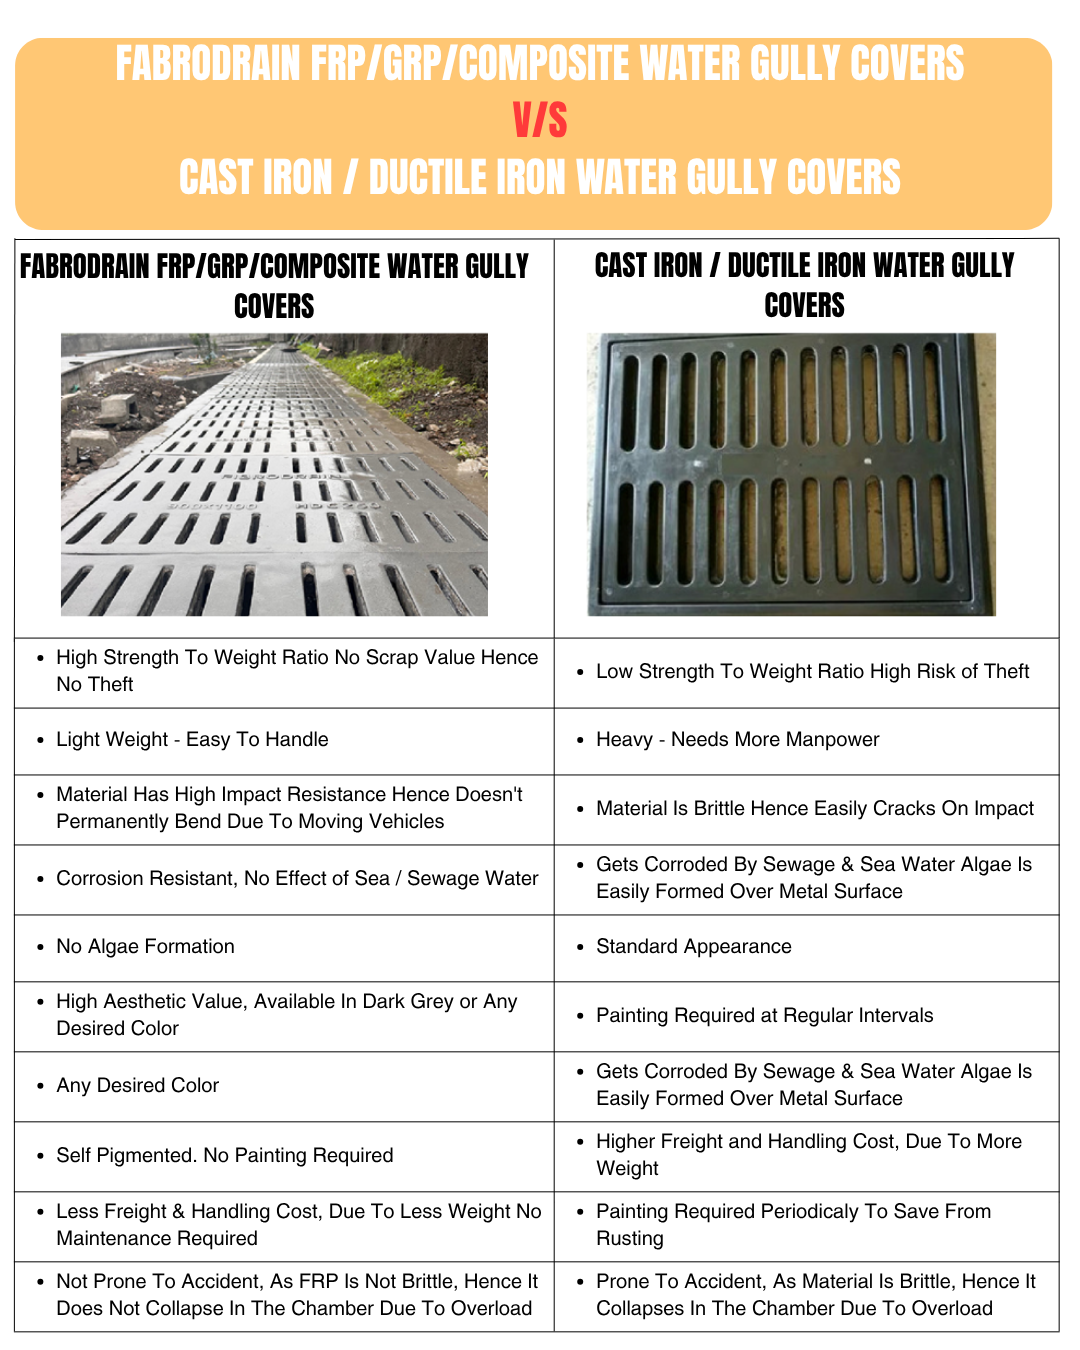 FABRODRAIN FRP/GRP/COMPOSITE WATER GULLY COVERS
V/S
CAST IRON / DUCTILE IRON WATER GULLY COVERS
FABRODRAIN FRP/GRP/COMPOSITE WATER GULLY
COVERS
CAST IRON / DUCTILE IRON WATER GULLY
COVERS
FIBRODRAIN
900X1100 HD C250
• High Strength To Weight Ratio No Scrap Value Hence
No Theft
• Low Strength To Weight Ratio High Risk of Theft
• Light Weight - Easy To Handle
• Heavy - Needs More Manpower
• Material Has High Impact Resistance Hence Doesn't
Permanently Bend Due To Moving Vehicles
• Material Is Brittle Hence Easily Cracks On Impact
• Corrosion Resistant, No Effect of Sea / Sewage Water
• Gets Corroded By Sewage & Sea Water Algae Is
Easily Formed Over Metal Surface
• No Algae Formation
• Standard Appearance
• High Aesthetic Value, Available In Dark Grey or Any
Desired Color
• Painting Required at Regular Intervals
• Any Desired Color
• Gets Corroded By Sewage & Sea Water Algae Is
Easily Formed Over Metal Surface
• Self Pigmented. No Painting Required
• Higher Freight and Handling Cost, Due To More
Weight
• Less Freight & Handling Cost, Due To Less Weight No
Maintenance Required
• Painting Required Periodicaly To Save From
Rusting
• Not Prone To Accident, As FRP Is Not Brittle, Hence It
Does Not Collapse In The Chamber Due To Overload
• Prone To Accident, As Material Is Brittle, Hence It
Collapses In The Chamber Due To Overload